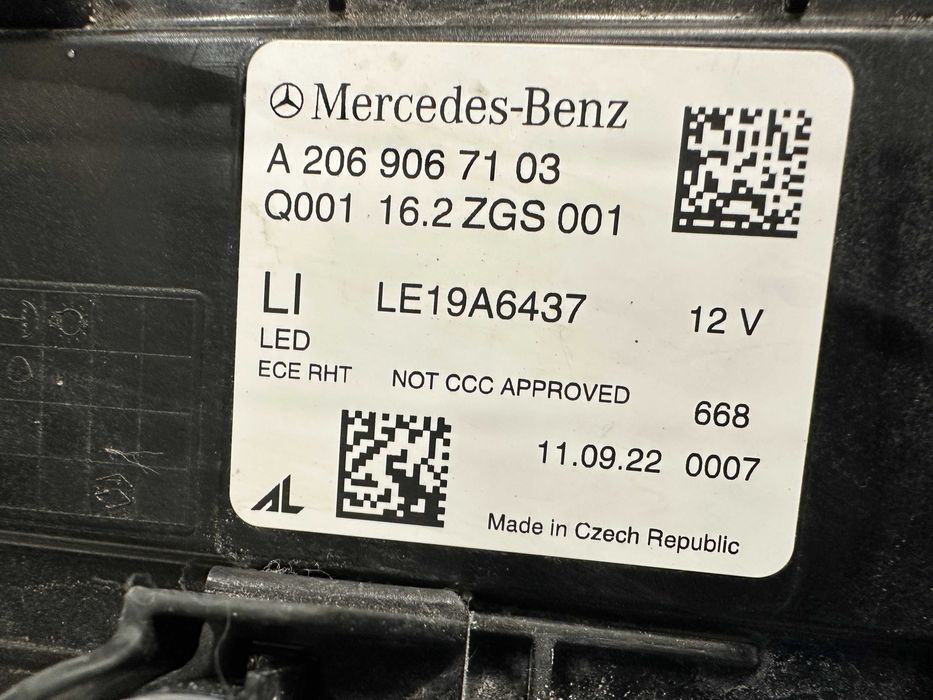 Mercedes-Benz
A 206 906 71 03
Q001 16.2 ZGS 001
LI LE19A6437 12 V
LED
ECE RHT NOT CCC APPROVED
668
11.09.22 0007
AL
Made in Czech Republic